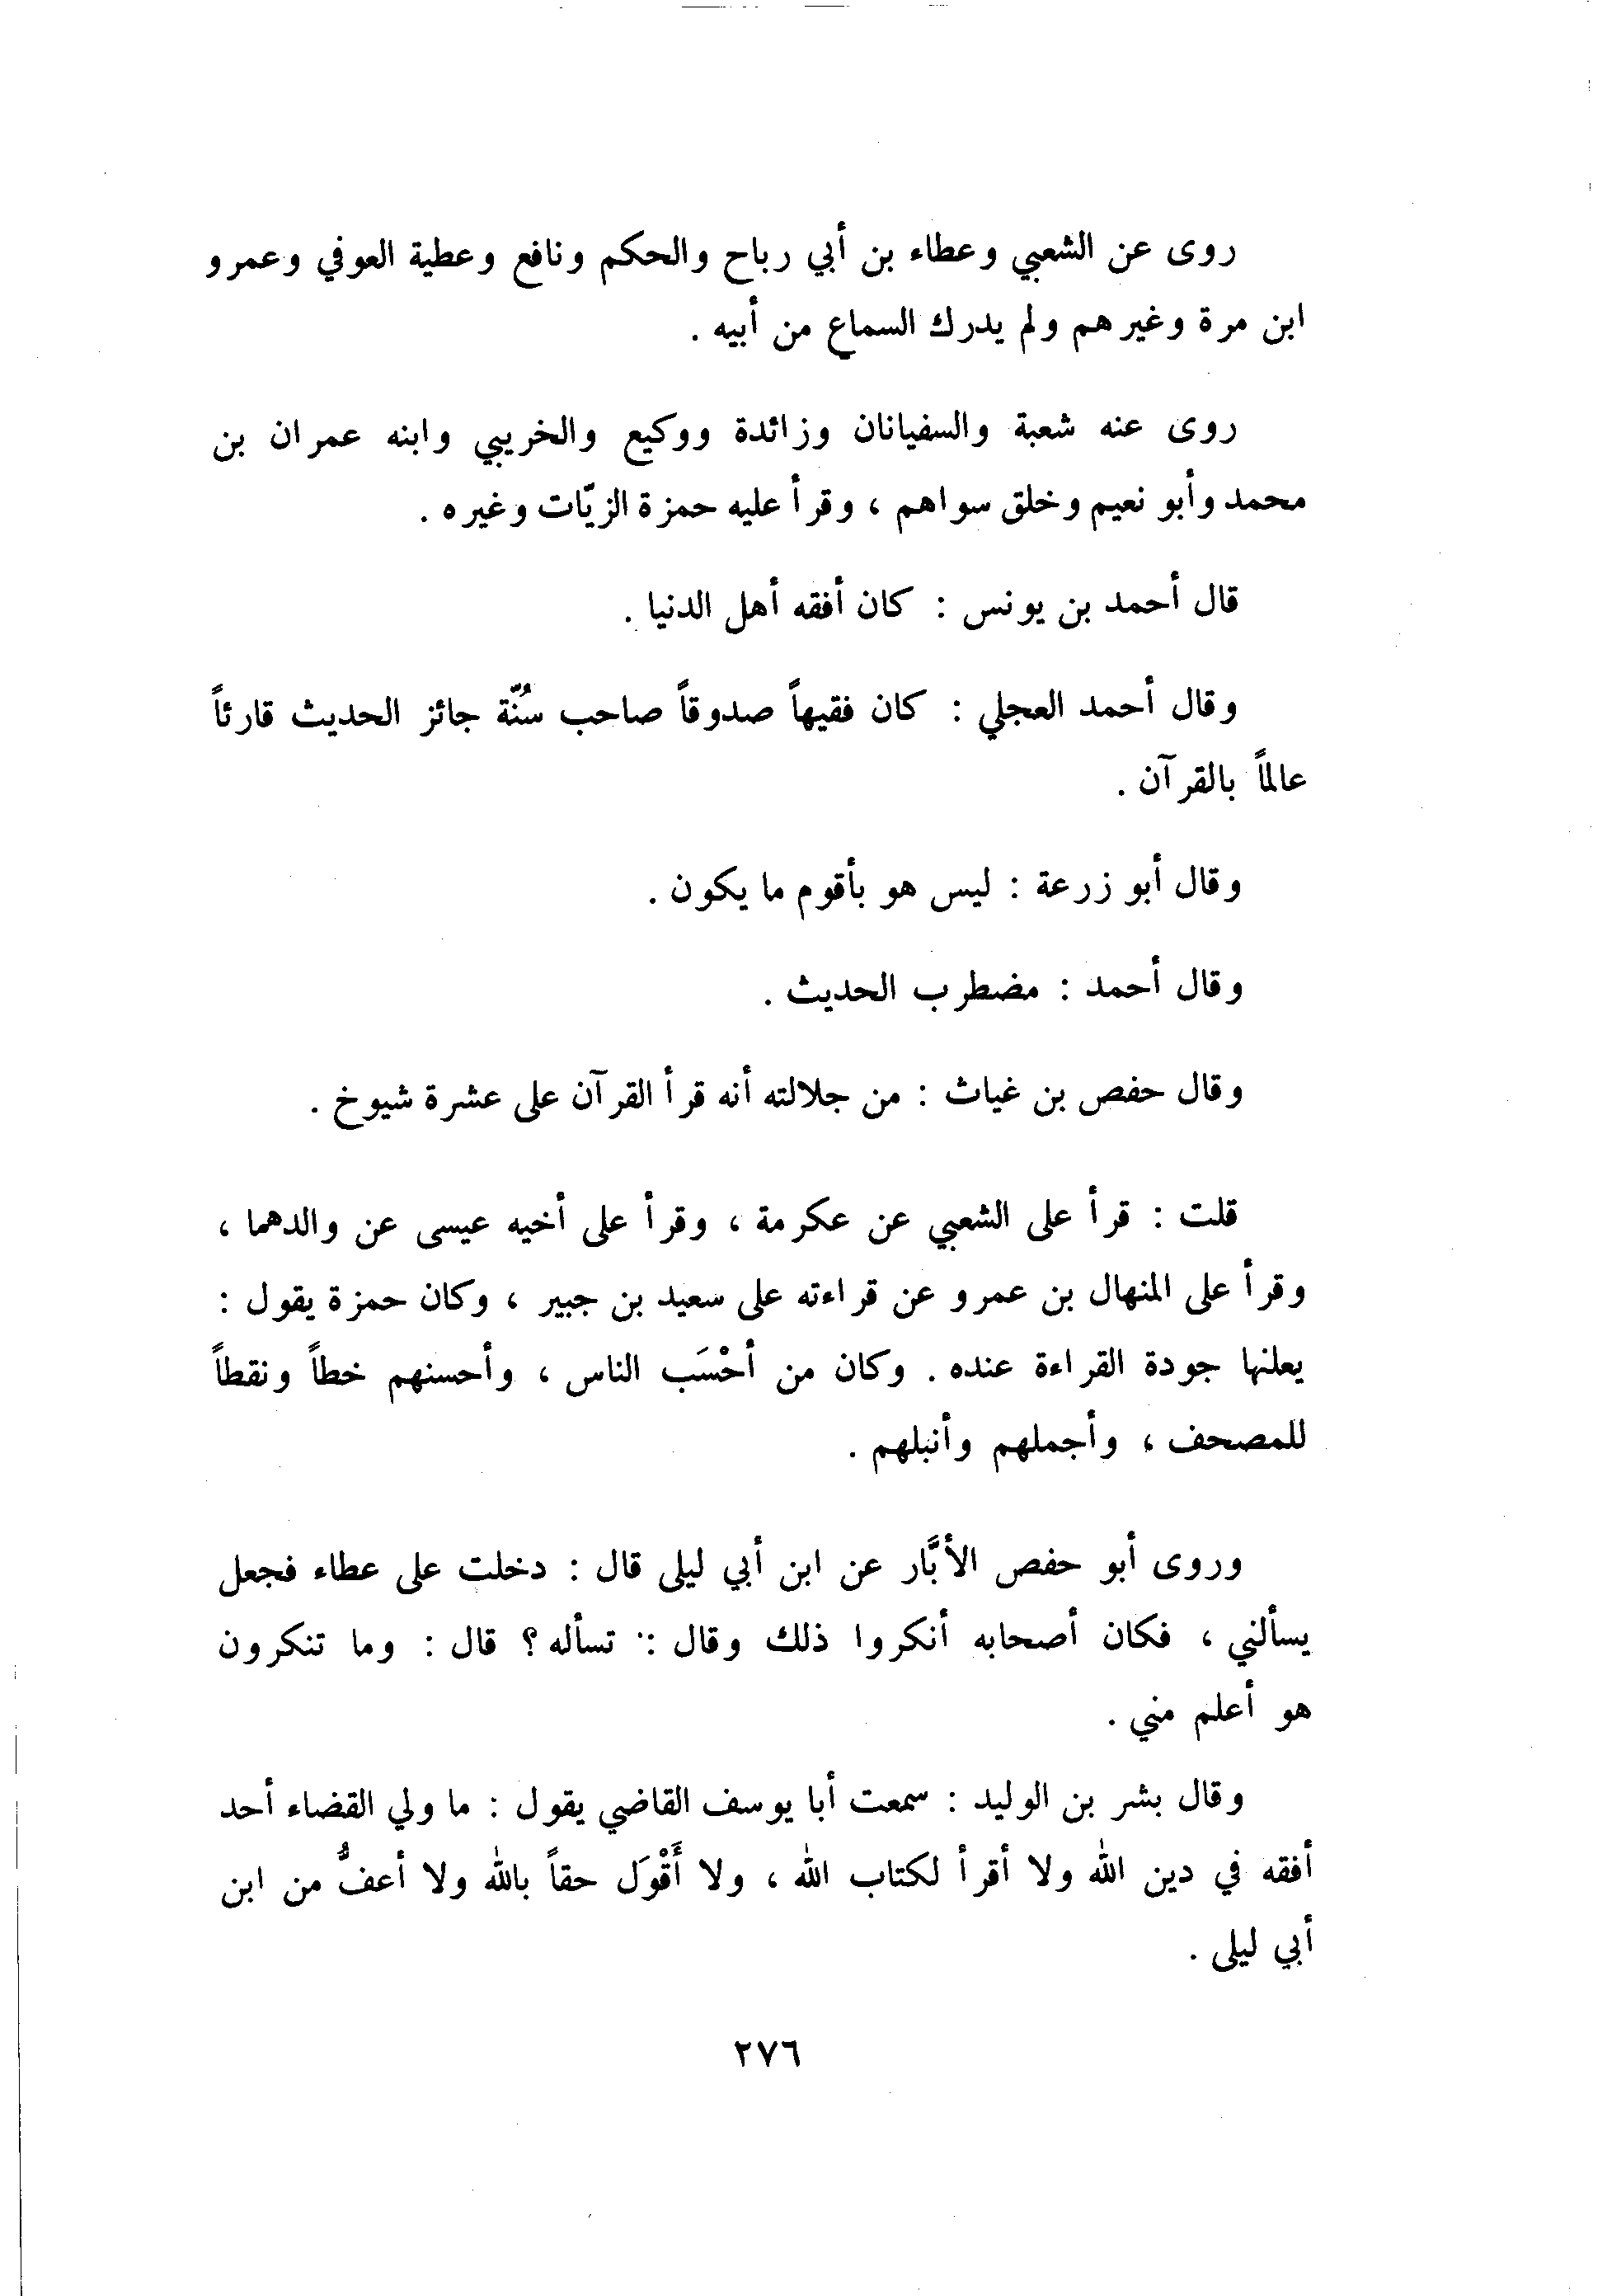 روى عن الشعبي وعطاء بن أبي رباح والحكم ونافع وعطية العوفي وعمرو
ابن مرة وغيرهم ولم يدرك السماع من أبيه .
روى عنه شعبة والسفيانان وزائدة ووكيع والخريبي وابنه عمران بن
محمد وأبو نعيم وخلق سواهم ، وقرأ عليه حمزة الزيّات وغيره .
قال أحمد بن يونس : كان أفقه أهل الدنيا .
وقال أحمد العجلي : كان فقيهاً صدوقاً صاحب سُنّة جائز الحديث قارئاً
عالماً بالقرآن .
وقال أبو زرعة : ليس هو بأقوم ما يكون .
وقال أحمد : مضطرب الحديث .
وقال حفص بن غياث : من جلالته أنه قرأ القرآن على عشرة شيوخ .
قلت : قرأ على الشعبي عن عكرمة ، وقرأ على أخيه عيسى عن والدهما ،
وقرأ على المنهال بن عمرو عن قراءته على سعيد بن جبير ، وكان حمزة يقول :
يعلنها جودة القراءة عنده . وكان من أحْسَب الناس ، وأحسنهم خطاً ونقطاً
للمصحف ، وأجملهم وأنبلهم .
وروى أبو حفص الأبَّار عن ابن أبي ليلى قال : دخلت على عطاء فجعل
يسألني ، فكان أصحابه أنكروا ذلك وقال : تسأله ؟ قال : وما تنكرون
هو أعلم مني .
وقال بشر بن الوليد : سمعت أبا يوسف القاضي يقول : ما ولي القضاء أحد
أفقه في دين الله ولا أقرأ لكتاب الله ، ولا أَقْوَل حقاً بالله ولا أعفُّ من ابن
أبي ليلى .
٢٧٦